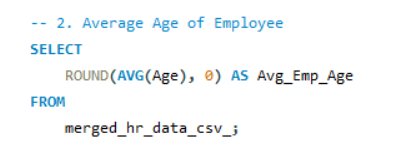 -- 2. Average Age of Employee
SELECT
ROUND(AVG(Age), 0) AS Avg_Emp_Age
FROM
merged_hr_data_csv_;